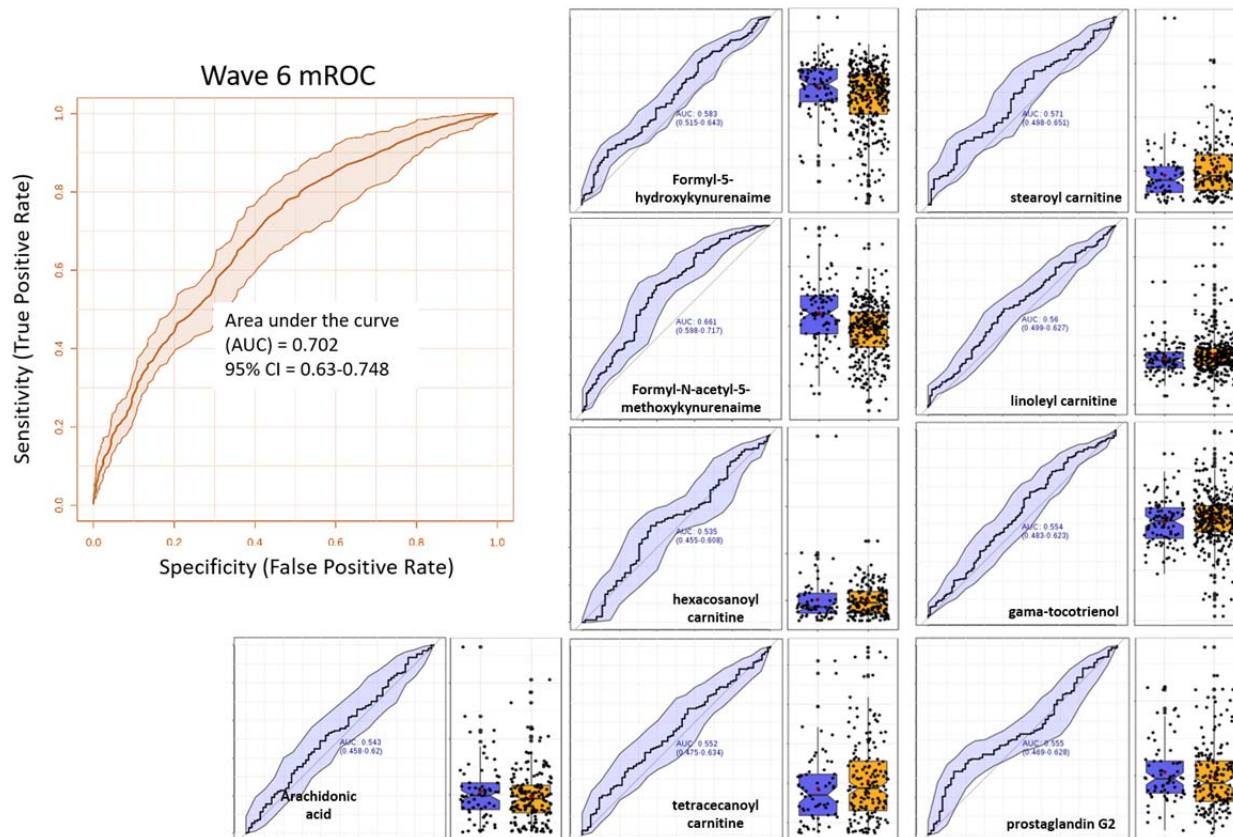 Wave 6 mROC
Sensitivity (True Positive Rate)
1.0
0.8
0.6
0.4
0.2
0.0
Area under the curve
(AUC) = 0.702
95% CI = 0.63-0.748
0.0 0.2 0.4 0.6 0.8 1.0
Specificity (False Positive Rate)
AUC: 0.583
(0.515-0.643)
Formyl-5-
hydroxykynurenaime
AUC: 0.571
(0.498-0.651)
stearoyl carnitine
AUC: 0.661
(0.598-0.717)
Formyl-N-acetyl-5-
methoxykynurenaime
AUC: 0.56
(0.499-0.627)
linoleyl carnitine
AUC: 0.535
(0.455-0.608)
hexacosanoyl
carnitine
AUC: 0.554
(0.483-0.623)
gama-tocotrienol
AUC: 0.543
(0.458-0.62)
Arachidonic
acid
AUC: 0.552
(0.475-0.634)
tetracecanoyl
carnitine
AUC: 0.555
(0.469-0.628)
prostaglandin G2